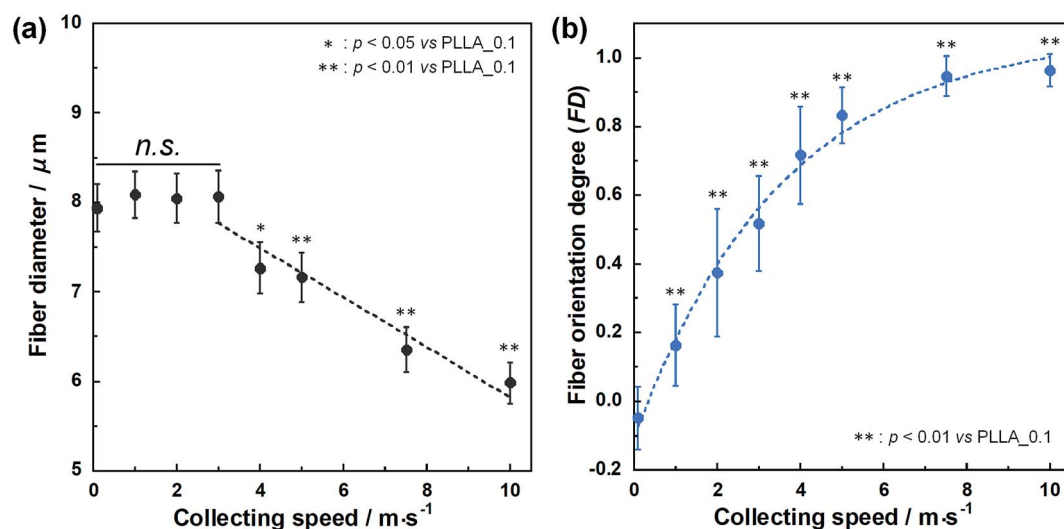 (a)
Fiber diameter / μm
10
9
8
7
6
5
* : p < 0.05 vs PLLA_0.1
** : p < 0.01 vs PLLA_0.1
n.s.
*
**
**
**
0 2 4 6 8 10
Collecting speed / m·s⁻¹
(b)
Fiber orientation degree (FD)
1.0
0.8
0.6
0.4
0.2
0.0
-0.2
**
**
**
**
**
**
**
** : p < 0.01 vs PLLA_0.1
0 2 4 6 8 10
Collecting speed / m·s⁻¹